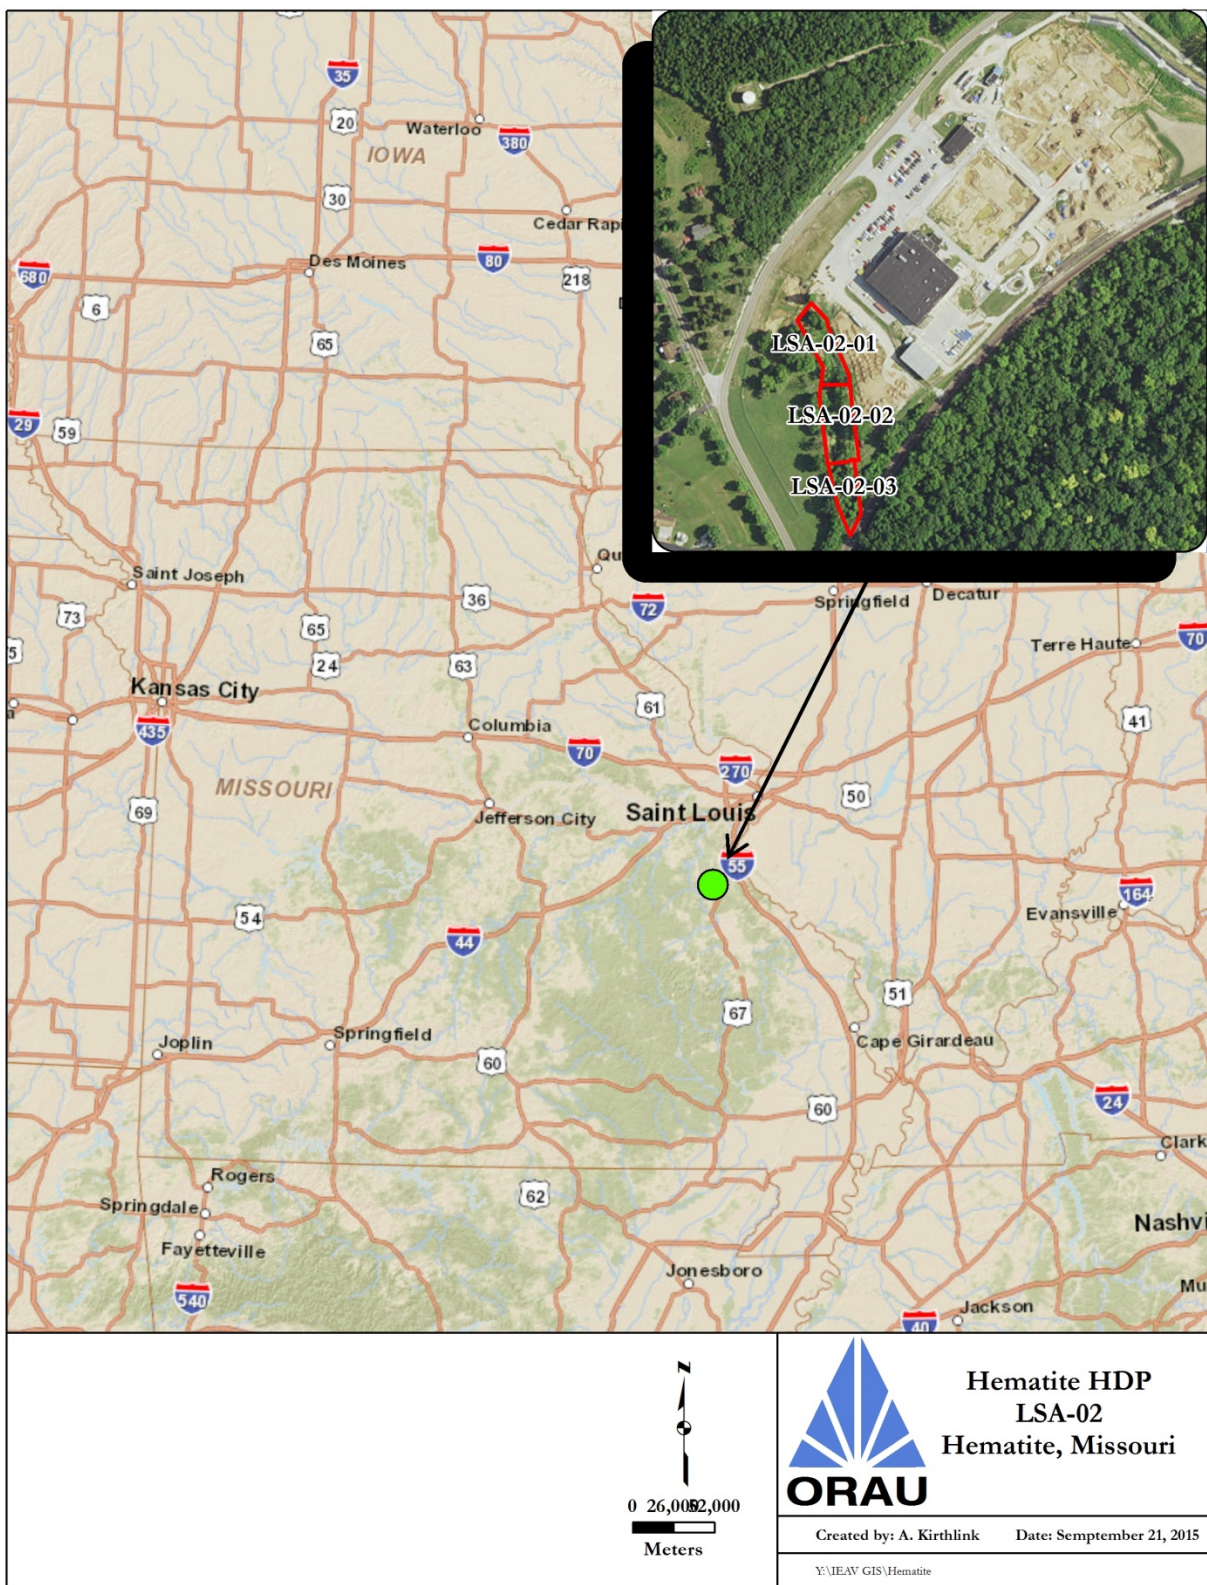 35
20
Waterloo
380
IOWA
30
Cedar Rapi
680
Des Moines
80
218
6
65
29
59
LSA-02-01
LSA-02-02
LSA-02-03
Saint Joseph
Qu
36
72
Springfield
Decatur
73
65
24
63
Terre Haute
70
5
Kansas City
61
41
a
435
Columbia
70
270
MISSOURI
69
Jefferson City
Saint Louis
50
55
54
44
164
Evansville
51
67
Joplin
Springfield
60
Cape Girardeau
60
24
Clark
Rogers
62
Springdale
Fayetteville
Nashvi
Jonesboro
Mu
540
40
Jackson
N
0 26,000 52,000
Meters
ORAU
Hematite HDP
LSA-02
Hematite, Missouri
Created by: A. Kirthlink Date: Semptember 21, 2015
Y:\IEAV GIS\Hematite